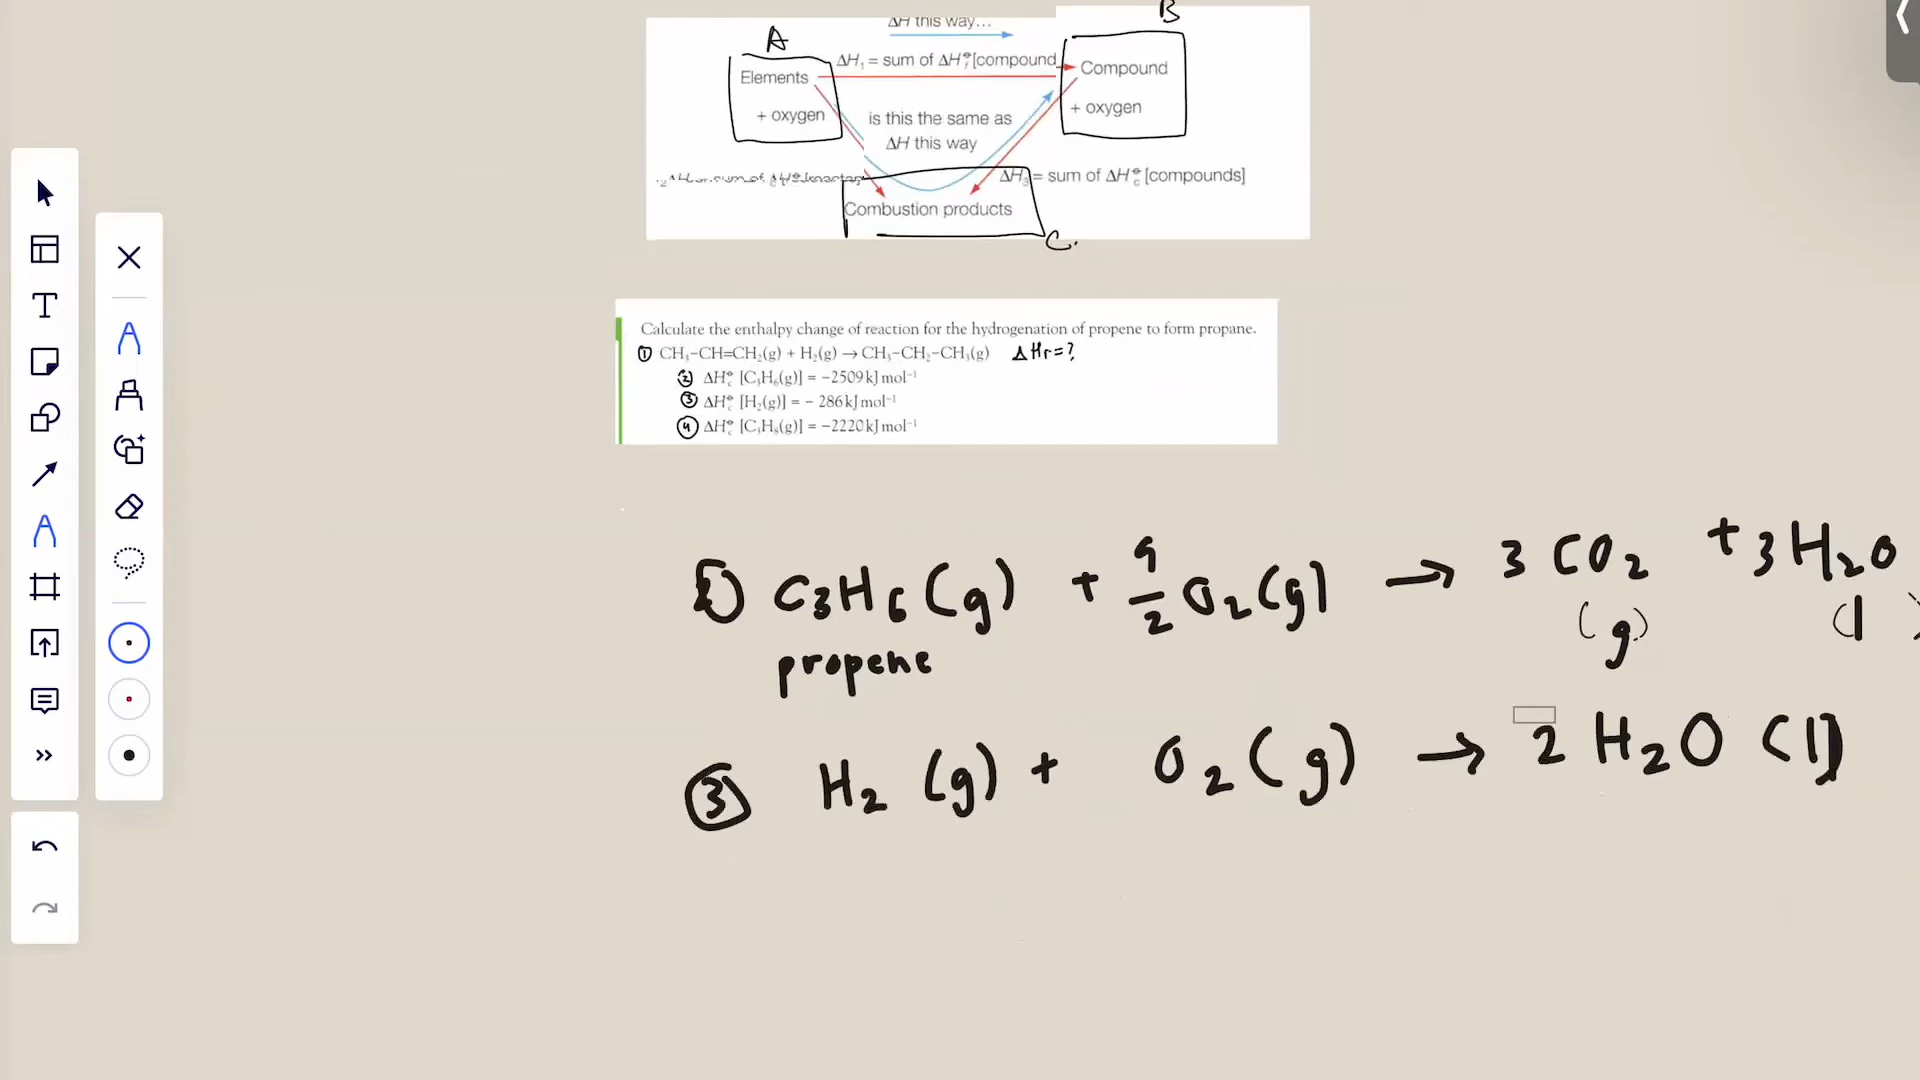 B
A
ΔH this way...
ΔH₁ = sum of ΔH⦵f [compound
Elements
Compound
+ oxygen
+ oxygen
is this the same as
ΔH this way
ΔH₃ = sum of ΔH⦵c [compounds]
Combustion products
C.
Calculate the enthalpy change of reaction for the hydrogenation of propene to form propane.
① CH₃–CH=CH₂(g) + H₂(g) → CH₃–CH₂–CH₃(g) ΔHr=?
② ΔH⦵c [C₃H₆(g)] = −2509 kJ mol⁻¹
③ ΔH⦵c [H₂(g)] = − 286 kJ mol⁻¹
④ ΔH⦵c [C₃H₈(g)] = −2220 kJ mol⁻¹
② C₃H₆(g) + 9/2 O₂(g) → 3 CO₂ (g) + 3H₂O (l)
propene
③ H₂ (g) + O₂ (g) → 2 H₂O (l)
T